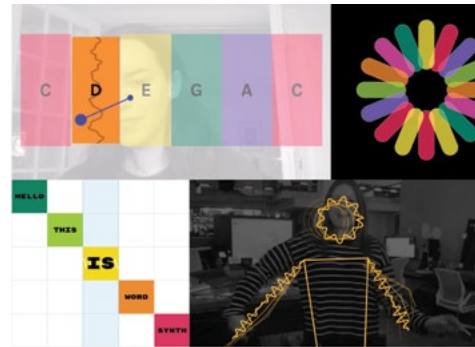 C D E G A C
HELLO
THIS
IS
WORD
SYNTH